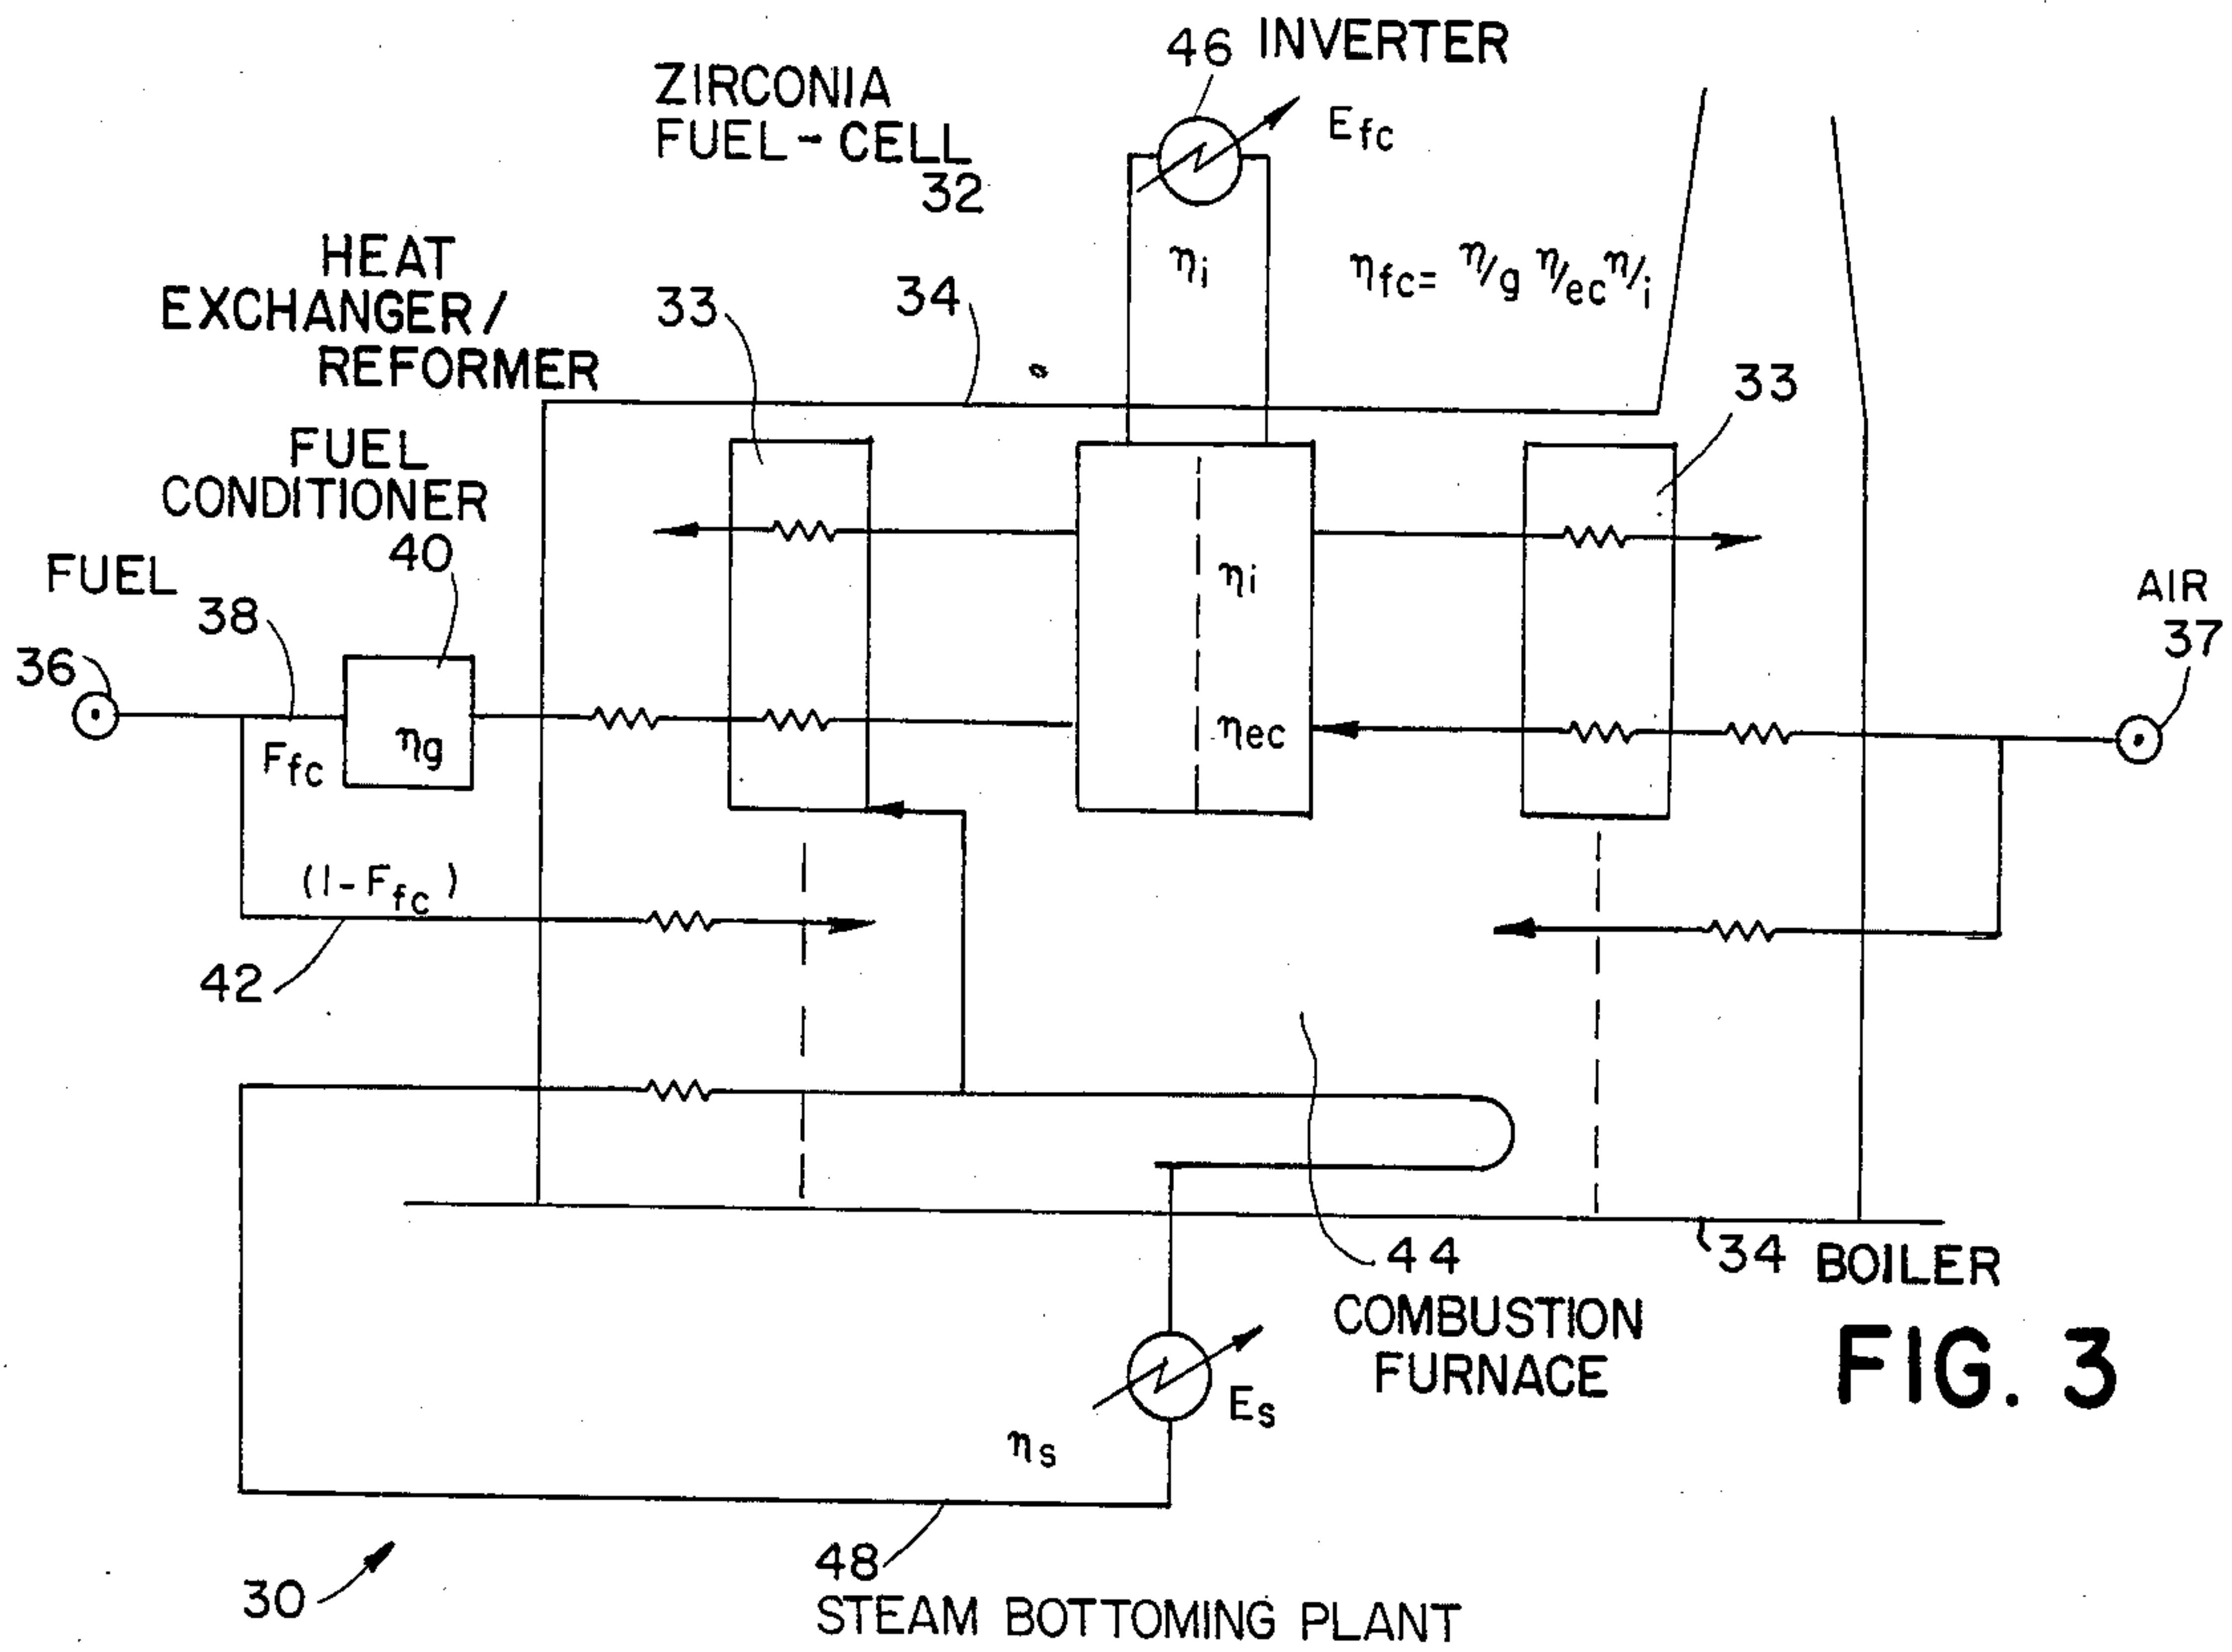 46 INVERTER
ZIRCONIA
FUEL-CELL
32
Efc
HEAT
EXCHANGER/
REFORMER
33
34
ηi
ηfc= η/g η/ec η/i
33
FUEL
CONDITIONER
40
FUEL
38
36
Ffc
ηg
ηi
ηec
AIR
37
(1-Ffc)
42
44
COMBUSTION
FURNACE
34 BOILER
FIG. 3
Es
ηs
48
STEAM BOTTOMING PLANT
30